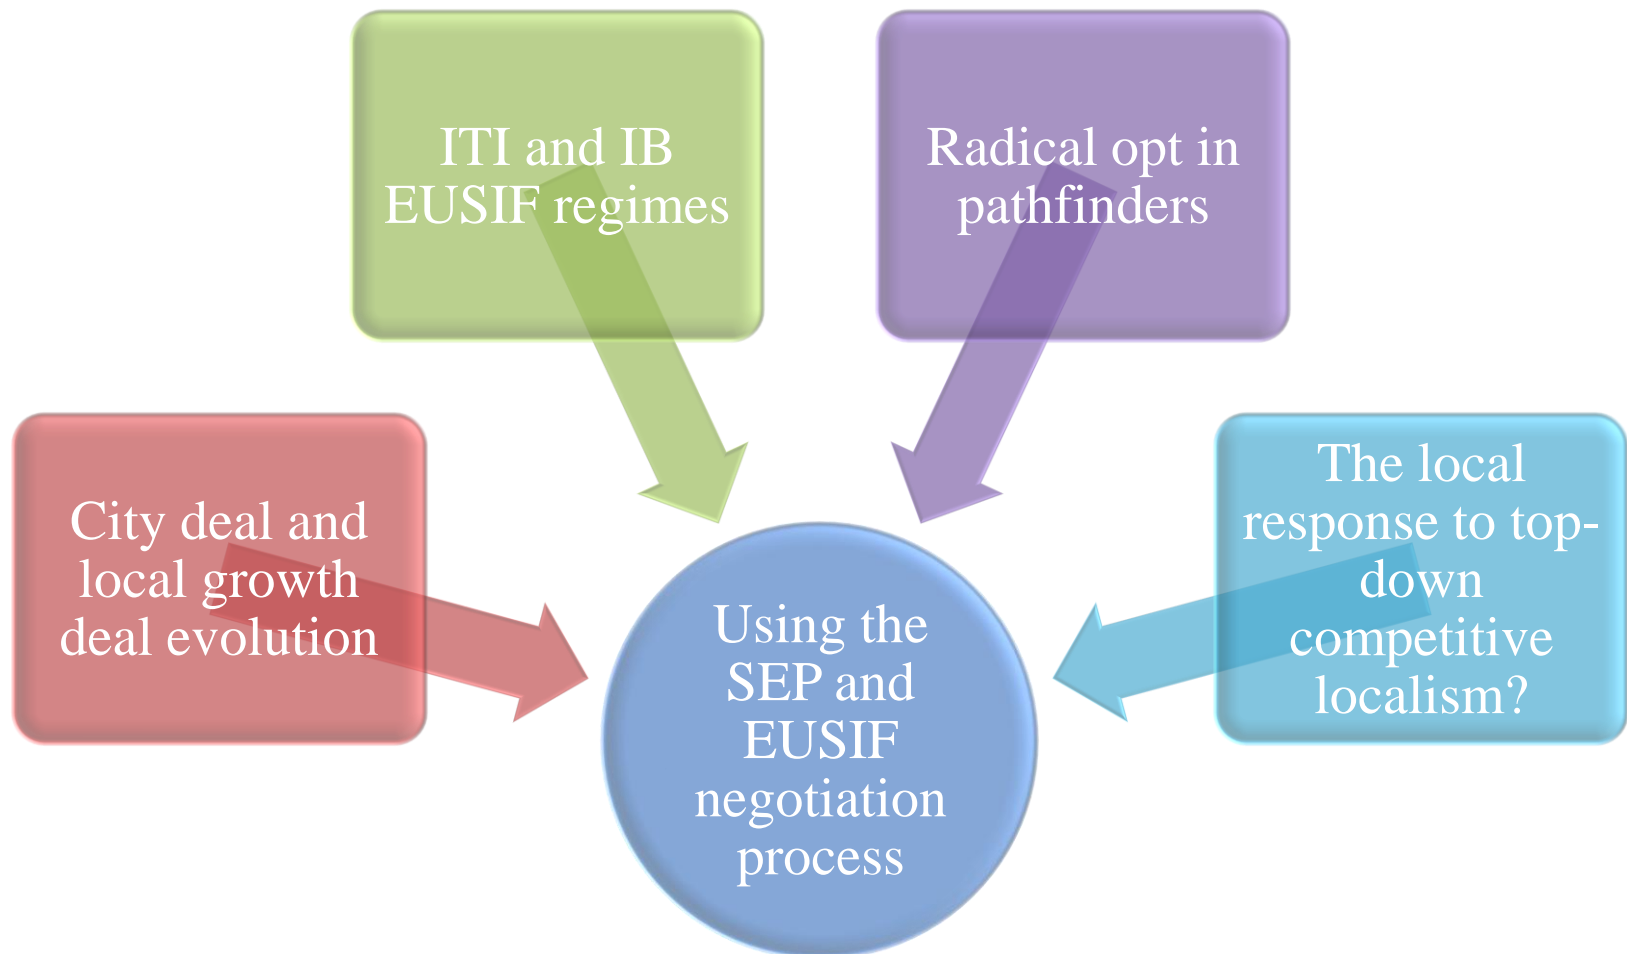 ITI and IB
EUSIF regimes
Radical opt in
pathfinders
City deal and
local growth
deal evolution
The local
response to top-
down
competitive
localism?
Using the
SEP and
EUSIF
negotiation
process